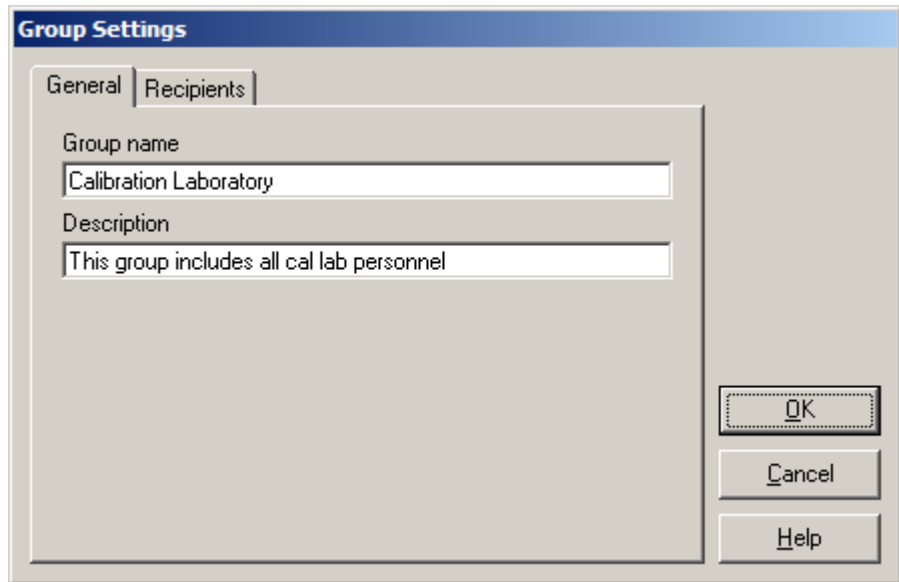 Group Settings
General
Recipients
Group name
Calibration Laboratory
Description
This group includes all cal lab personnel
OK
Cancel
Help